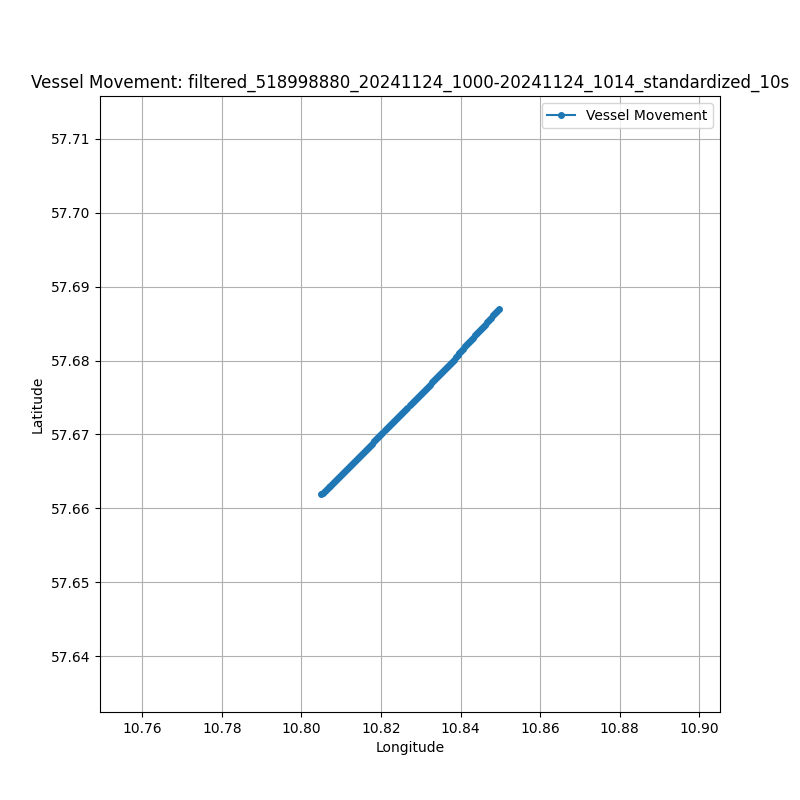 Vessel Movement: filtered_518998880_20241124_1000-20241124_1014_standardized_10s
Vessel Movement
57.71
57.70
57.69
57.68
57.67
57.66
57.65
57.64
Latitude
10.76 10.78 10.80 10.82 10.84 10.86 10.88 10.90
Longitude